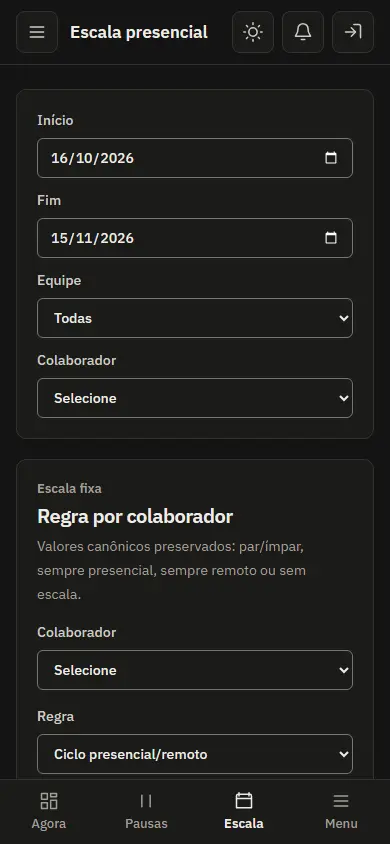 Escala presencial
Início
16/10/2026
Fim
15/11/2026
Equipe
Todas
Colaborador
Selecione
Escala fixa
Regra por colaborador
Valores canônicos preservados: par/ímpar,
sempre presencial, sempre remoto ou sem
escala.
Colaborador
Selecione
Regra
Ciclo presencial/remoto
Agora
Pausas
Escala
Menu